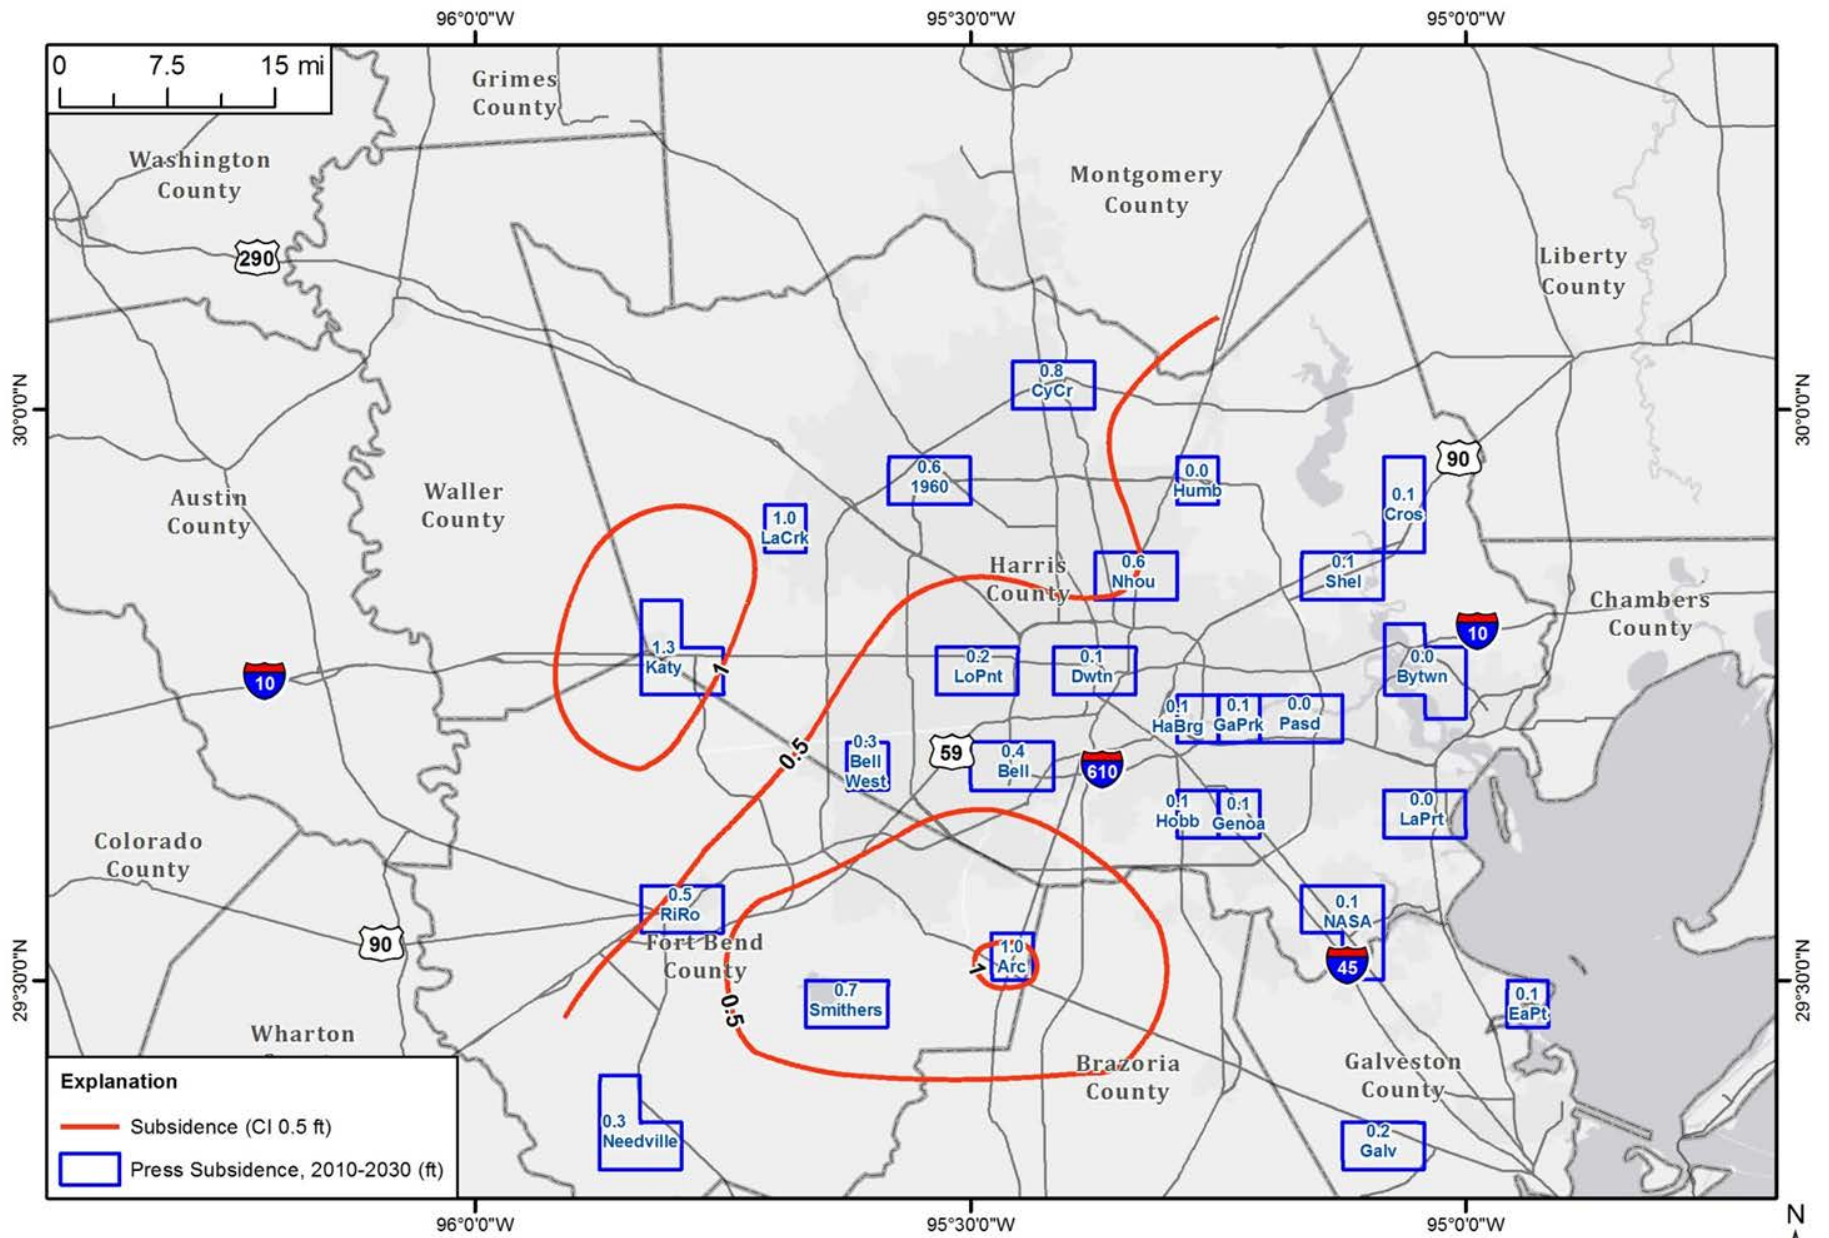 96°0'0"W
95°30'0"W
95°0'0"W
0 7.5 15 mi
Grimes
County
Washington
County
Montgomery
County
290
Liberty
County
30°0'0"N
30°0'0"N
0.8
CyCr
90
0.6
1960
0.0
Humb
0.1
Cros
Austin
County
Waller
County
1.0
LaCrk
Harris
County
0.6
Nhou
0.1
Shel
Chambers
County
10
10
1.3
Katy
1
0.2
LoPnt
0.1
Dwtn
0.0
Bytwn
0.1
HaBrg
0.1
GaPrk
0.0
Pasd
0.5
0.3
Bell
West
59
0.4
Bell
610
0.1
Hobb
0.1
Genoa
0.0
LaPrt
Colorado
County
0.5
RiRo
0.1
NASA
90
Fort Bend
County
1.0
Arc
1
45
29°30'0"N
29°30'0"N
0.7
Smithers
0.5
0.1
EaPt
Wharton
Brazoria
County
Galveston
County
Explanation
Subsidence (CI 0.5 ft)
Press Subsidence, 2010-2030 (ft)
0.3
Needville
0.2
Galv
96°0'0"W
95°30'0"W
95°0'0"W
N